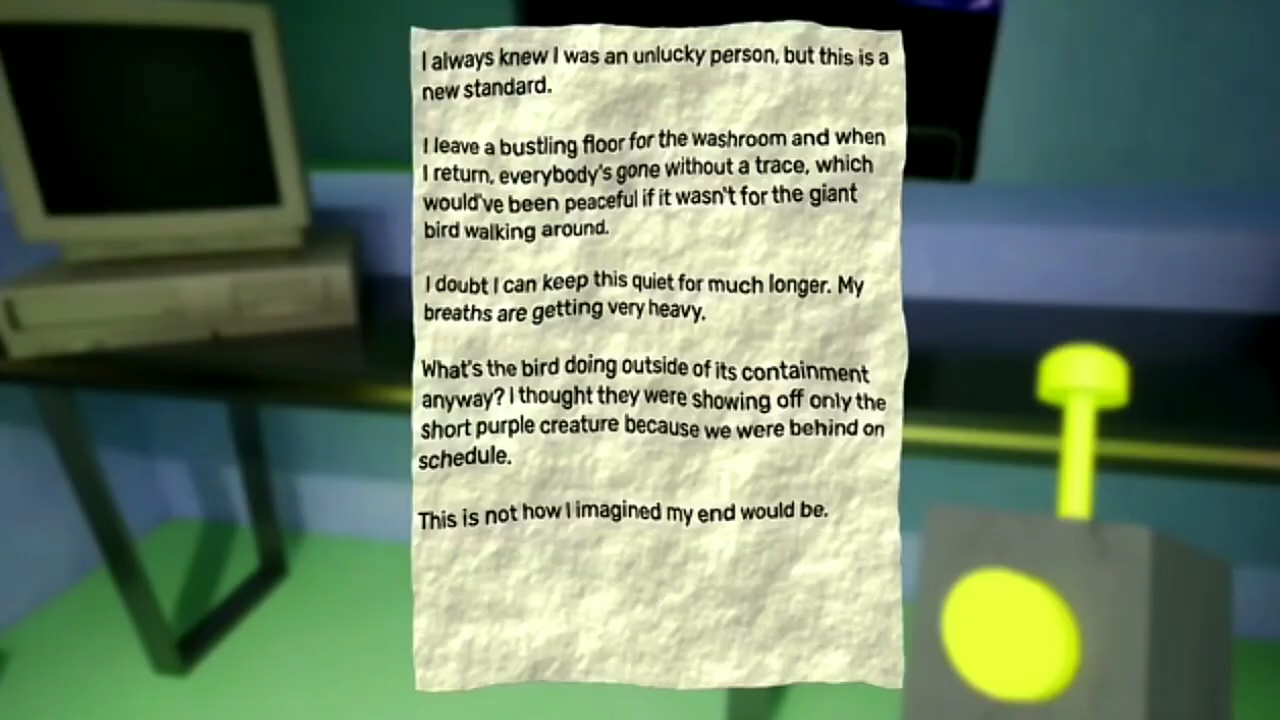 I always knew I was an unlucky person, but this is a
new standard.
I leave a bustling floor for the washroom and when
I return, everybody's gone without a trace, which
would've been peaceful if it wasn't for the giant
bird walking around.
I doubt I can keep this quiet for much longer. My
breaths are getting very heavy.
What's the bird doing outside of its containment
anyway? I thought they were showing off only the
short purple creature because we were behind on
schedule.
This is not how I imagined my end would be.